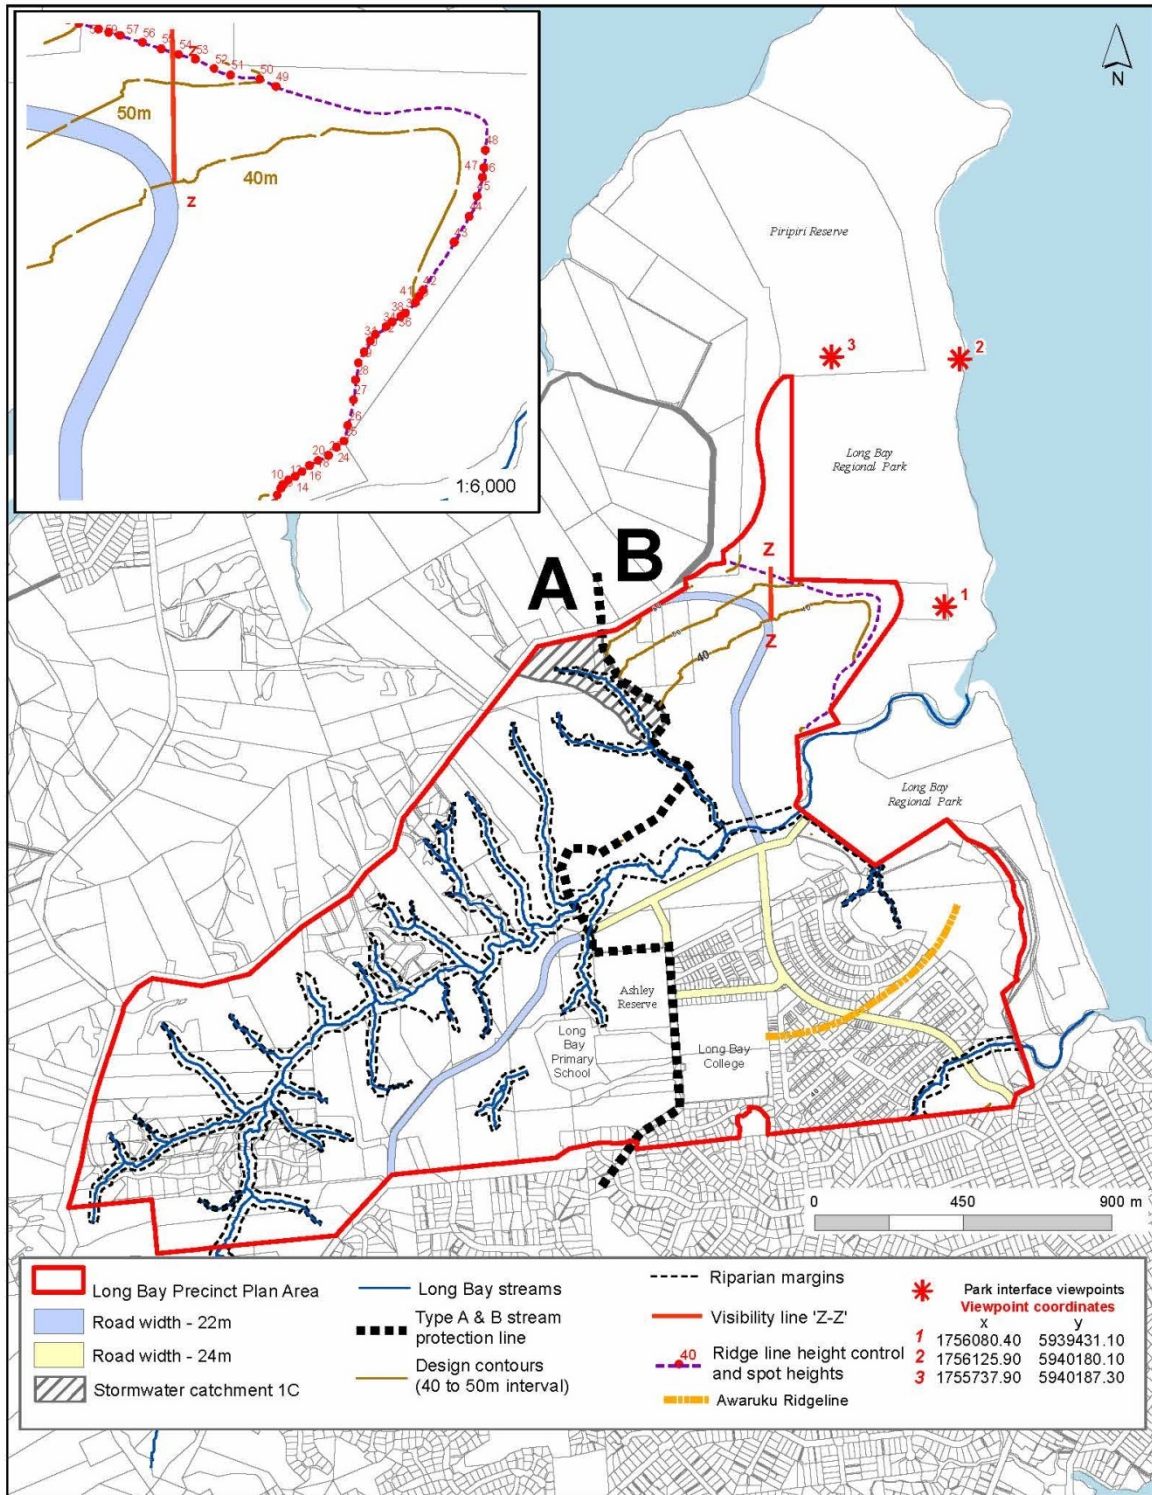 57
56
54
53
52
51
50
49
50m
40m
z
48
47
45
44
43
42
41
38
36
34
31
28
27
26
25
24
20
18
16
14
12
10
1:6,000
N
Piripiri Reserve
3
2
Long Bay
Regional Park
A
B
Z
1
40
Z
Long Bay
Regional Park
Ashley
Reserve
Long
Bay
Primary
School
Long Bay
College
0
450
900 m
Long Bay Precinct Plan Area
Road width - 22m
Road width - 24m
Stormwater catchment 1C
Long Bay streams
Type A & B stream
protection line
Design contours
(40 to 50m interval)
Riparian margins
Visibility line 'Z-Z'
40
Ridge line height control
and spot heights
Awaruku Ridgeline
Park interface viewpoints
Viewpoint coordinates
x y
1 1756080.40 5939431.10
2 1756125.90 5940180.10
3 1755737.90 5940187.30